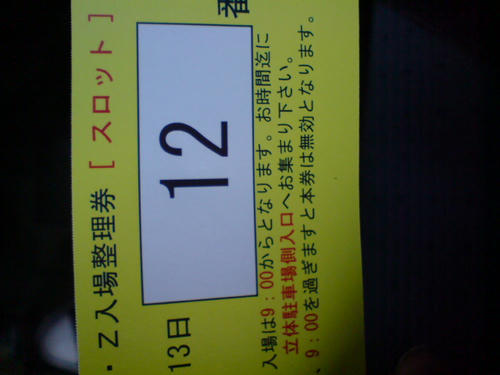 ・Z入場整理券[スロット]
13日
12
番
入場は9:00からとなります。お時間迄に
立体駐車場側入口へお集まり下さい。
、9:00を過ぎますと本券は無効となります。